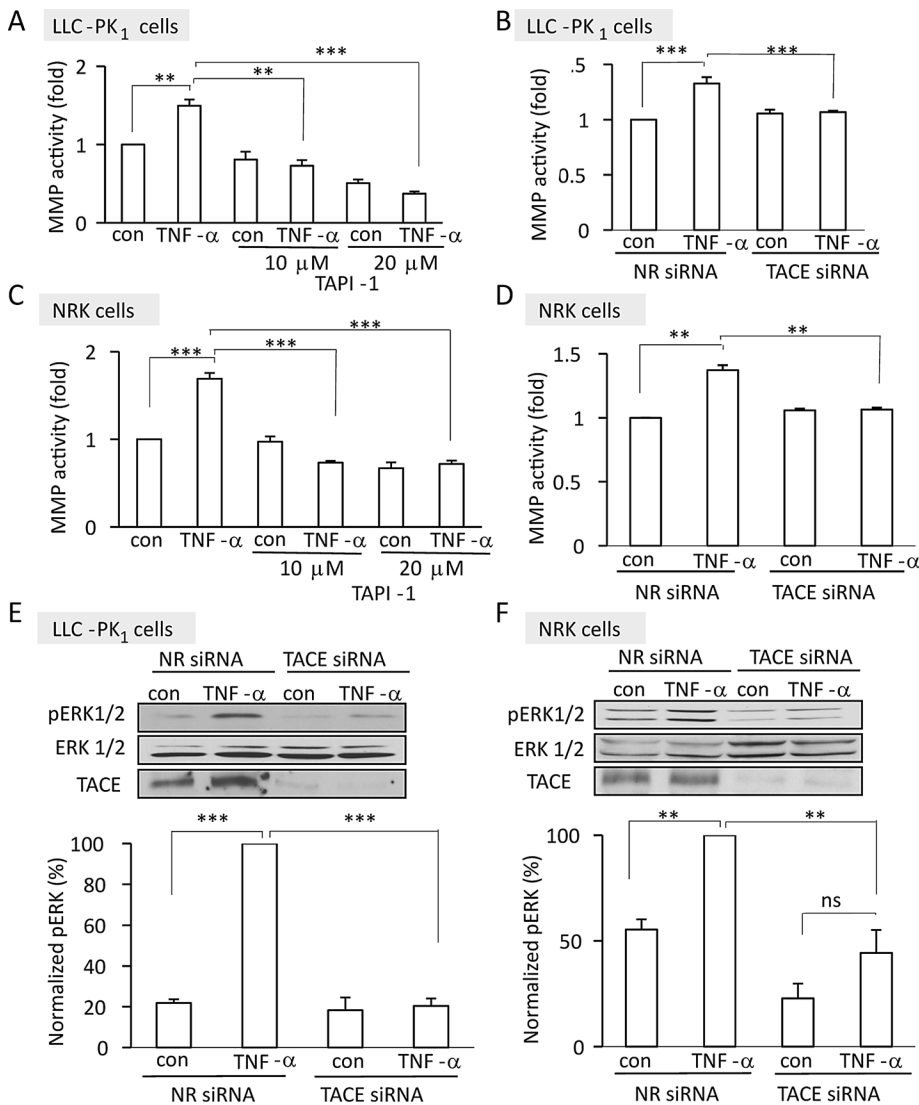 A LLC -PK1 cells
***
** **
MMP activity (fold)
2
1
0
con TNF -α con TNF -α con TNF -α
10 μM 20 μM
TAPI -1
B LLC -PK1 cells
*** ***
MMP activity (fold)
.5
1
0.5
0
con TNF -α con TNF -α
NR siRNA TACE siRNA
C NRK cells
***
*** ***
MMP activity (fold)
2
1
0
con TNF -α con TNF -α con TNF -α
10 μM 20 μM
TAPI -1
D NRK cells
** **
MMP activity (fold)
1.5
1
0.5
0
con TNF -α con TNF -α
NR siRNA TACE siRNA
E LLC -PK1 cells
NR siRNA TACE siRNA
con TNF -α con TNF -α
pERK1/2
ERK 1/2
TACE
*** ***
Normalized pERK (%)
100
80
60
40
20
0
con TNF -α con TNF -α
NR siRNA TACE siRNA
F NRK cells
NR siRNA TACE siRNA
con TNF -α con TNF -α
pERK1/2
ERK 1/2
TACE
** **
ns
Normalized pERK (%)
100
50
0
con TNF -α con TNF -α
NR siRNA TACE siRNA